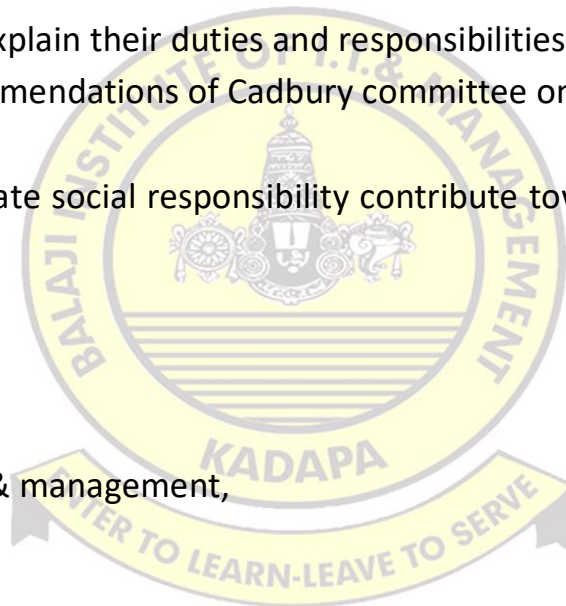 xplain their duties and responsibilities
mendations of Cadbury committee on
ate social responsibility contribute tov
& management,
BALAJI INSTITUTE OF I.T.& MANAGEMENT
KADAPA
ENTER TO LEARN-LEAVE TO SERVE